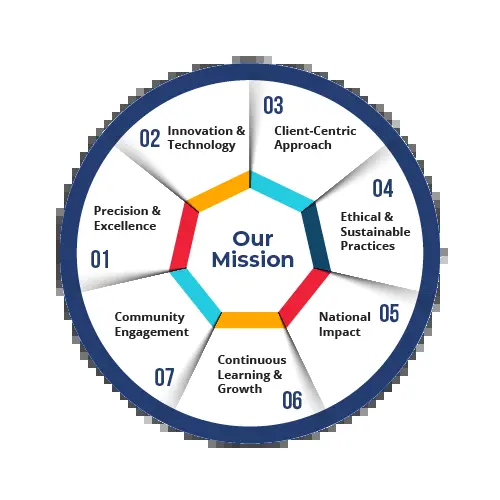 Our
Mission
01
Precision &
Excellence
02
Innovation &
Technology
03
Client-Centric
Approach
04
Ethical &
Sustainable
Practices
05
National
Impact
06
Continuous
Learning &
Growth
07
Community
Engagement